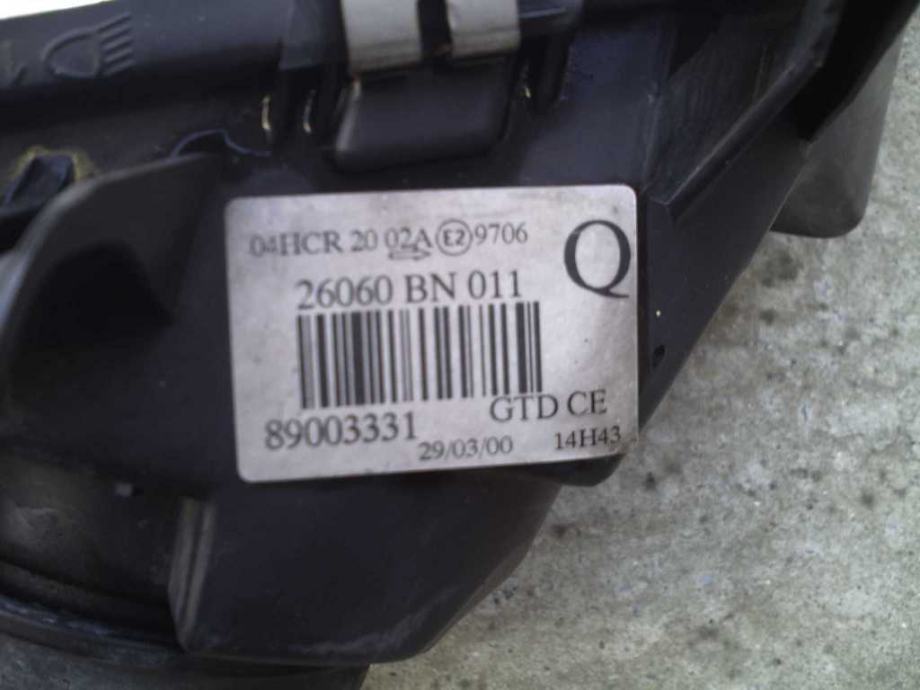 04HCR 20 02A E2 9706
Q
26060 BN 011
GTD CE
89003331
29/03/00 14H43